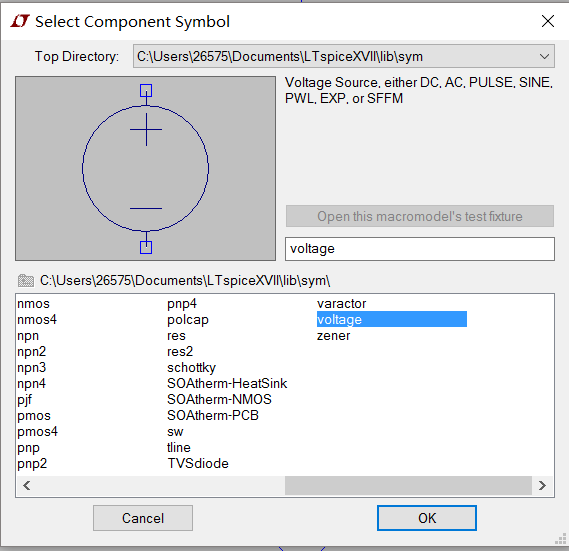 Select Component Symbol
Top Directory: C:\Users\26575\Documents\LTspiceXVII\lib\sym
Voltage Source, either DC, AC, PULSE, SINE,
PWL, EXP, or SFFM
Open this macromodel's test fixture
voltage
C:\Users\26575\Documents\LTspiceXVII\lib\sym\
nmos pnp4 varactor
nmos4 polcap voltage
npn res zener
npn2 res2
npn3 schottky
npn4 SOAtherm-HeatSink
pjf SOAtherm-NMOS
pmos SOAtherm-PCB
pmos4 sw
pnp tline
pnp2 TVSdiode
Cancel OK